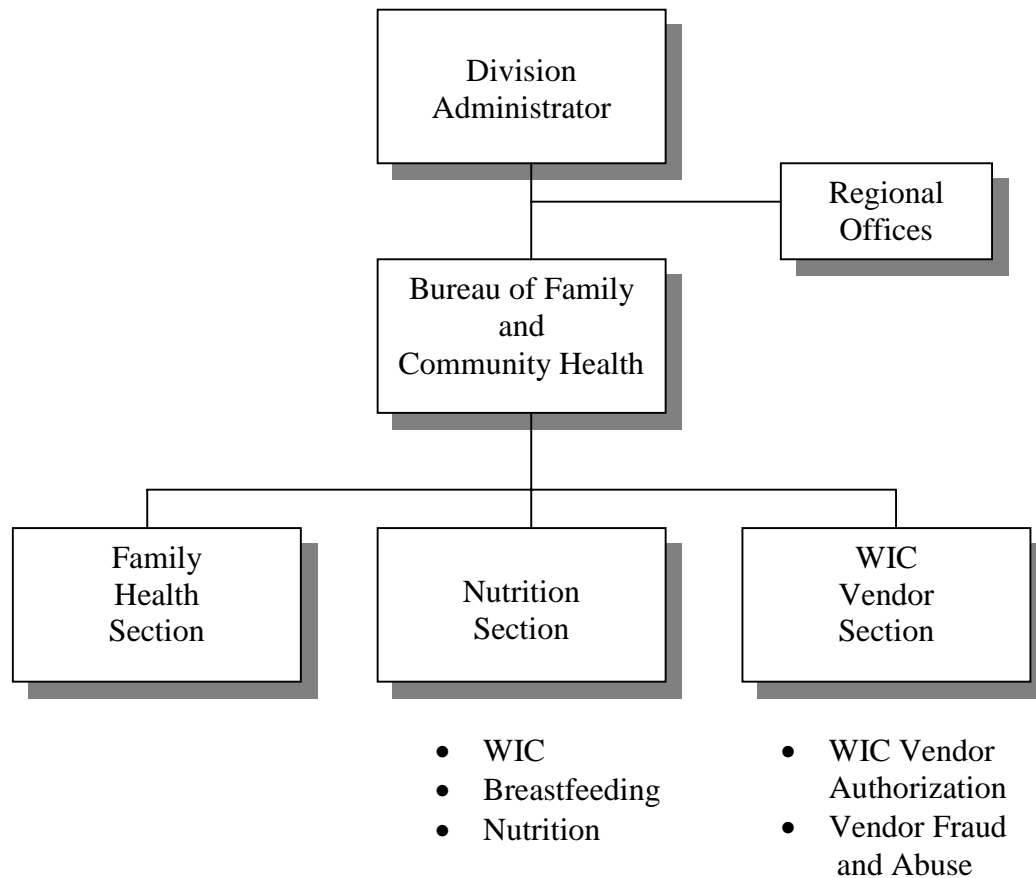 Division
Administrator
Regional
Offices
Bureau of Family
and
Community Health
Family
Health
Section
Nutrition
Section
WIC
Vendor
Section
• WIC
• Breastfeeding
• Nutrition
• WIC Vendor
Authorization
• Vendor Fraud
and Abuse